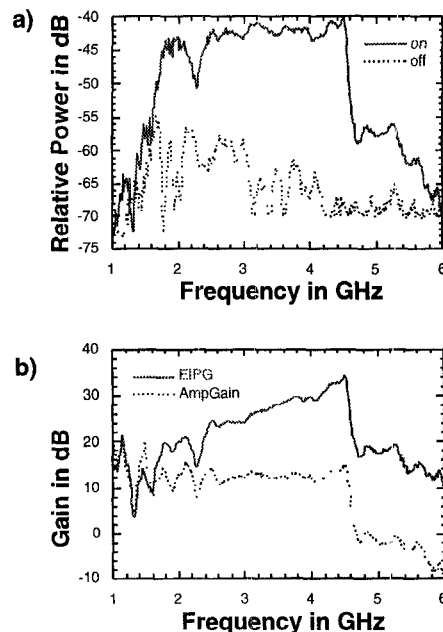 a)
-40
-45
-50
-55
-60
-65
-70
-75
Relative Power in dB
on
off
1 2 3 4 5 6
Frequency in GHz
b)
40
30
20
10
0
-10
Gain in dB
EIPG
AmpGain
1 2 3 4 5 6
Frequency in GHz